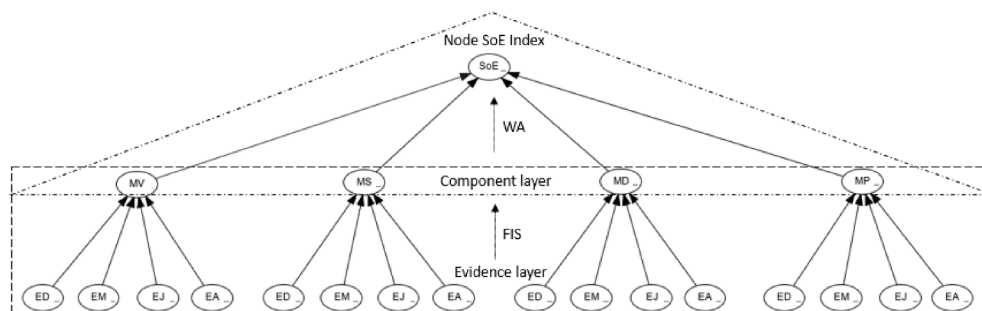 Node SoE Index
SoE _
WA
MV _
MS _
Component layer
MD _
MP _
FIS
Evidence layer
ED _
EM _
EJ _
EA _
ED _
EM _
EJ _
EA _
ED _
EM _
EJ _
EA _
ED _
EM _
EJ _
EA _